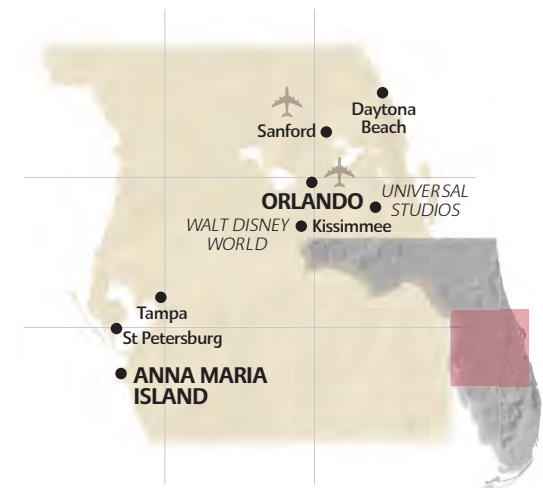 Daytona
Beach
Sanford
ORLANDO
UNIVERSAL
STUDIOS
WALT DISNEY
WORLD
Kissimmee
Tampa
St Petersburg
ANNA MARIA
ISLAND